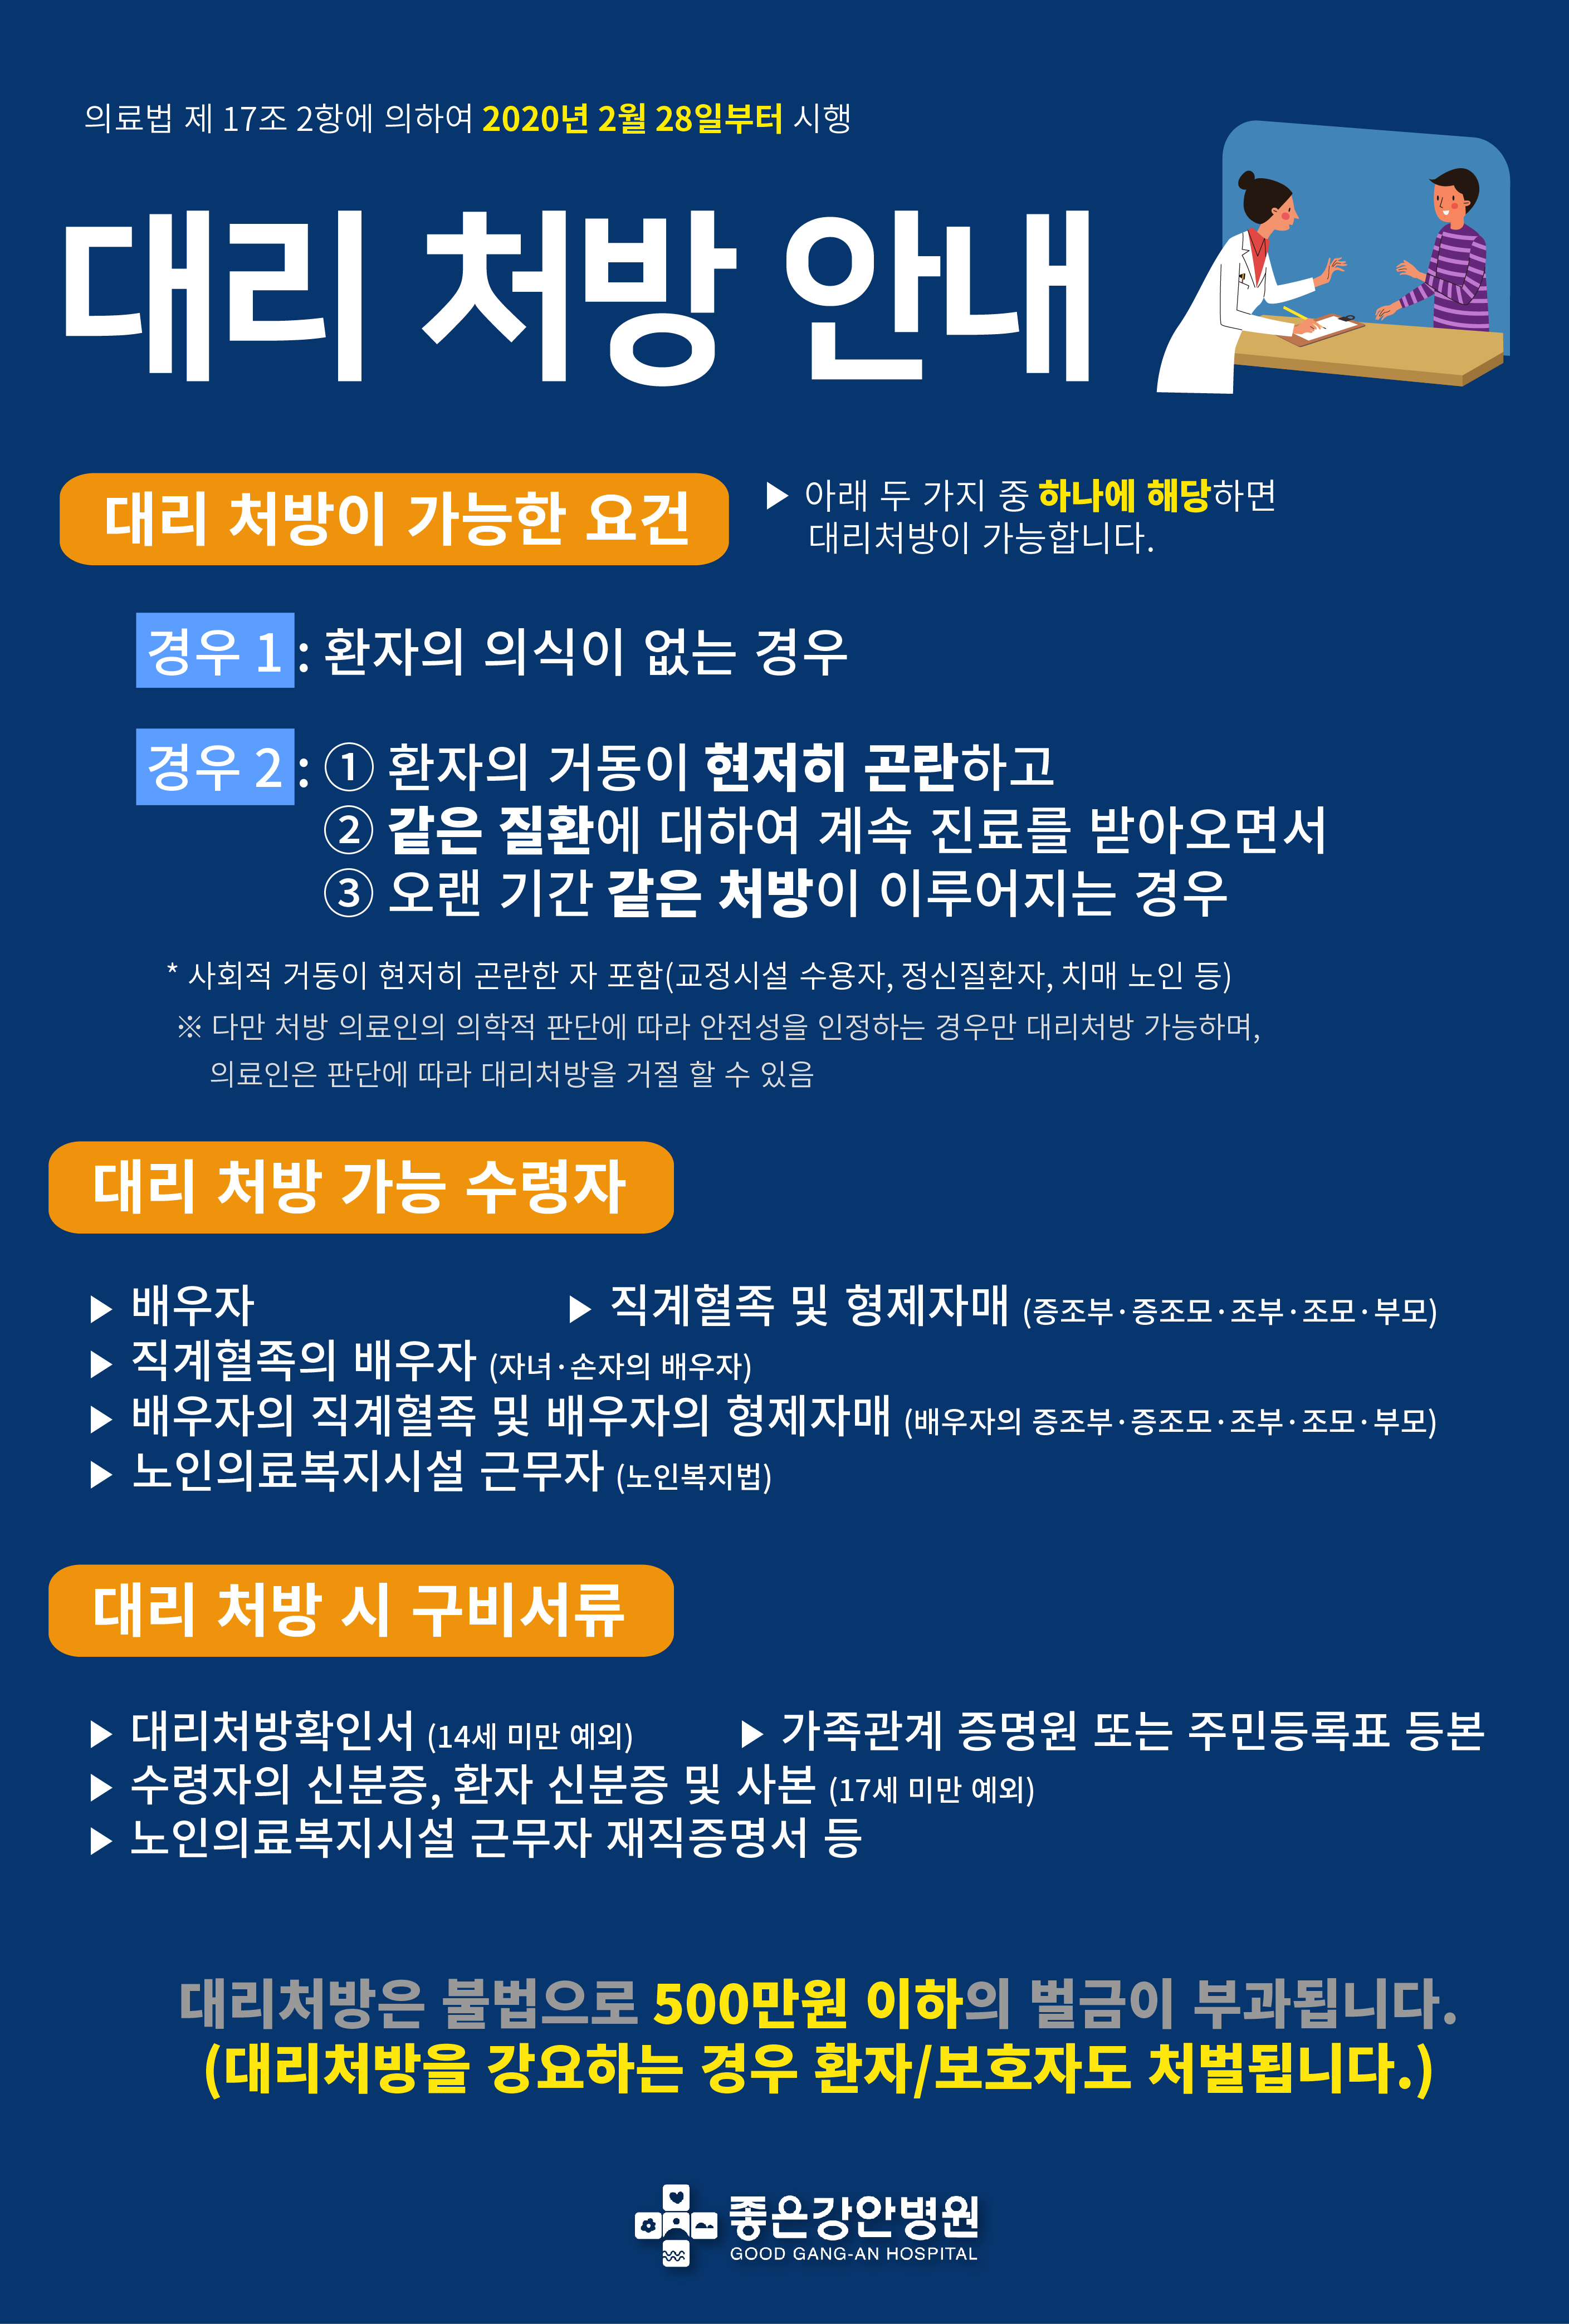 의료법 제 17조 2항에 의하여 2020년 2월 28일부터 시행
대리 처방 안내
대리 처방이 가능한 요건
▶ 아래 두 가지 중 하나에 해당하면
대리처방이 가능합니다.
경우 1 : 환자의 의식이 없는 경우
경우 2 : ① 환자의 거동이 현저히 곤란하고
② 같은 질환에 대하여 계속 진료를 받아오면서
③ 오랜 기간 같은 처방이 이루어지는 경우
* 사회적 거동이 현저히 곤란한 자 포함(교정시설 수용자, 정신질환자, 치매 노인 등)
※ 다만 처방 의료인의 의학적 판단에 따라 안전성을 인정하는 경우만 대리처방 가능하며,
의료인은 판단에 따라 대리처방을 거절 할 수 있음
대리 처방 가능 수령자
▶ 배우자 ▶ 직계혈족 및 형제자매 (증조부·증조모·조부·조모·부모)
▶ 직계혈족의 배우자 (자녀·손자의 배우자)
▶ 배우자의 직계혈족 및 배우자의 형제자매 (배우자의 증조부·증조모·조부·조모·부모)
▶ 노인의료복지시설 근무자 (노인복지법)
대리 처방 시 구비서류
▶ 대리처방확인서 (14세 미만 예외) ▶ 가족관계 증명원 또는 주민등록표 등본
▶ 수령자의 신분증, 환자 신분증 및 사본 (17세 미만 예외)
▶ 노인의료복지시설 근무자 재직증명서 등
대리처방은 불법으로 500만원 이하의 벌금이 부과됩니다.
(대리처방을 강요하는 경우 환자/보호자도 처벌됩니다.)
좋은강안병원
GOOD GANG-AN HOSPITAL